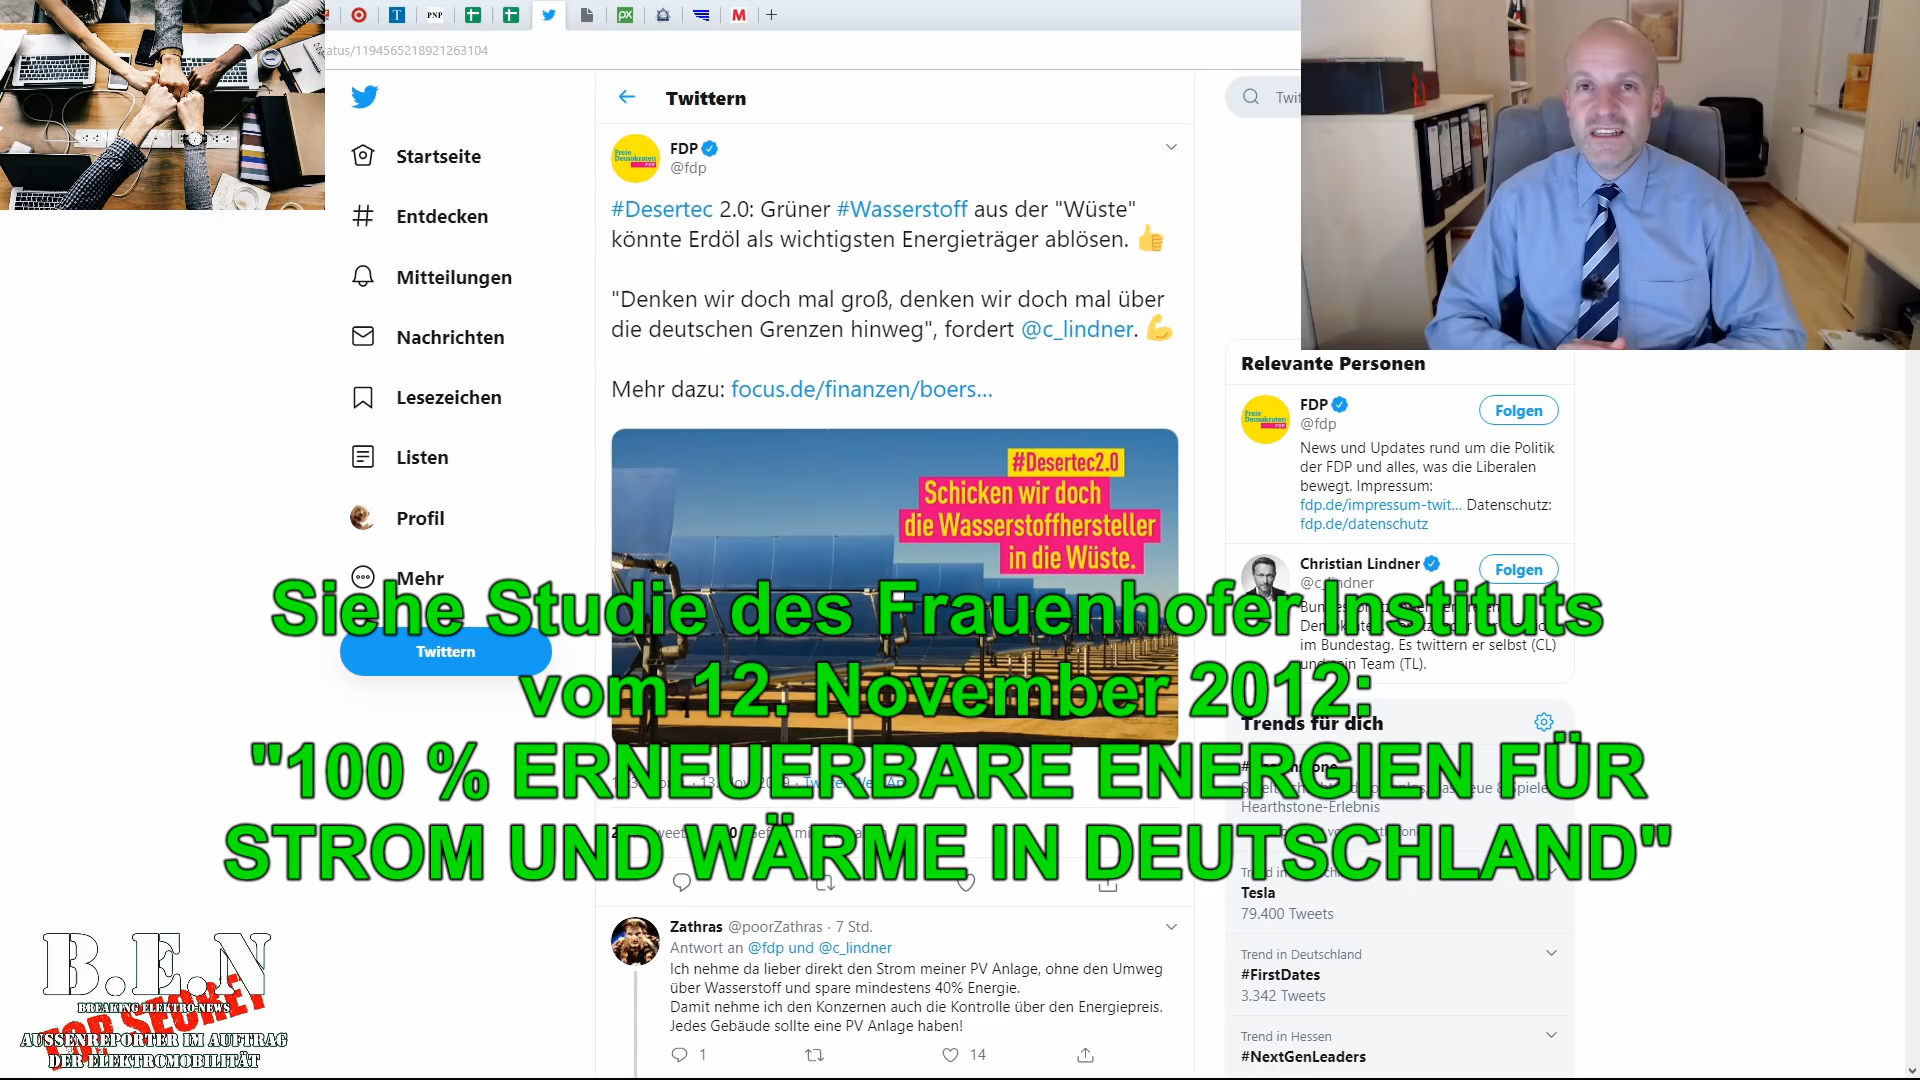 PNP
T
M
atus/1194565218921263104
Twittern
Startseite
Entdecken
Mitteilungen
Nachrichten
Lesezeichen
Listen
Profil
Mehr
Twittern
FDP
@fdp
#Desertec 2.0: Grüner #Wasserstoff aus der "Wüste"
könnte Erdöl als wichtigsten Energieträger ablösen.
"Denken wir doch mal groß, denken wir doch mal über
die deutschen Grenzen hinweg", fordert @c_lindner.
Mehr dazu: focus.de/finanzen/boers...
#Desertec2.0
Schicken wir doch
die Wasserstoffhersteller
in die Wüste.
Siehe Studie des Frauenhofer Instituts
vom 12. November 2012:
"100 % ERNEUERBARE ENERGIEN FÜR
STROM UND WÄRME IN DEUTSCHLAND"
Zathras @poorZathras · 7 Std.
Antwort an @fdp und @c_lindner
Ich nehme da lieber direkt den Strom meiner PV Anlage, ohne den Umweg
über Wasserstoff und spare mindestens 40% Energie.
Damit nehme ich den Konzernen auch die Kontrolle über den Energiepreis.
Jedes Gebäude sollte eine PV Anlage haben!
1
14
Relevante Personen
FDP
@fdp
Folgen
News und Updates rund um die Politik
der FDP und alles, was die Liberalen
bewegt. Impressum:
fdp.de/impressum-twit... Datenschutz:
fdp.de/datenschutz
Christian Lindner
Folgen
im Bundestag. Es twittern er selbst (CL)
und sein Team (TL).
Trends für dich
Hearthstone-Erlebnis
Tesla
79.400 Tweets
Trend in Deutschland
#FirstDates
3.342 Tweets
Trend in Hessen
#NextGenLeaders
B.E.N
BREAKING ELEKTRO-NEWS
TOP SECRET
AUSSENREPORTER IM AUFTRAG
DER ELEKTROMOBILITÄT